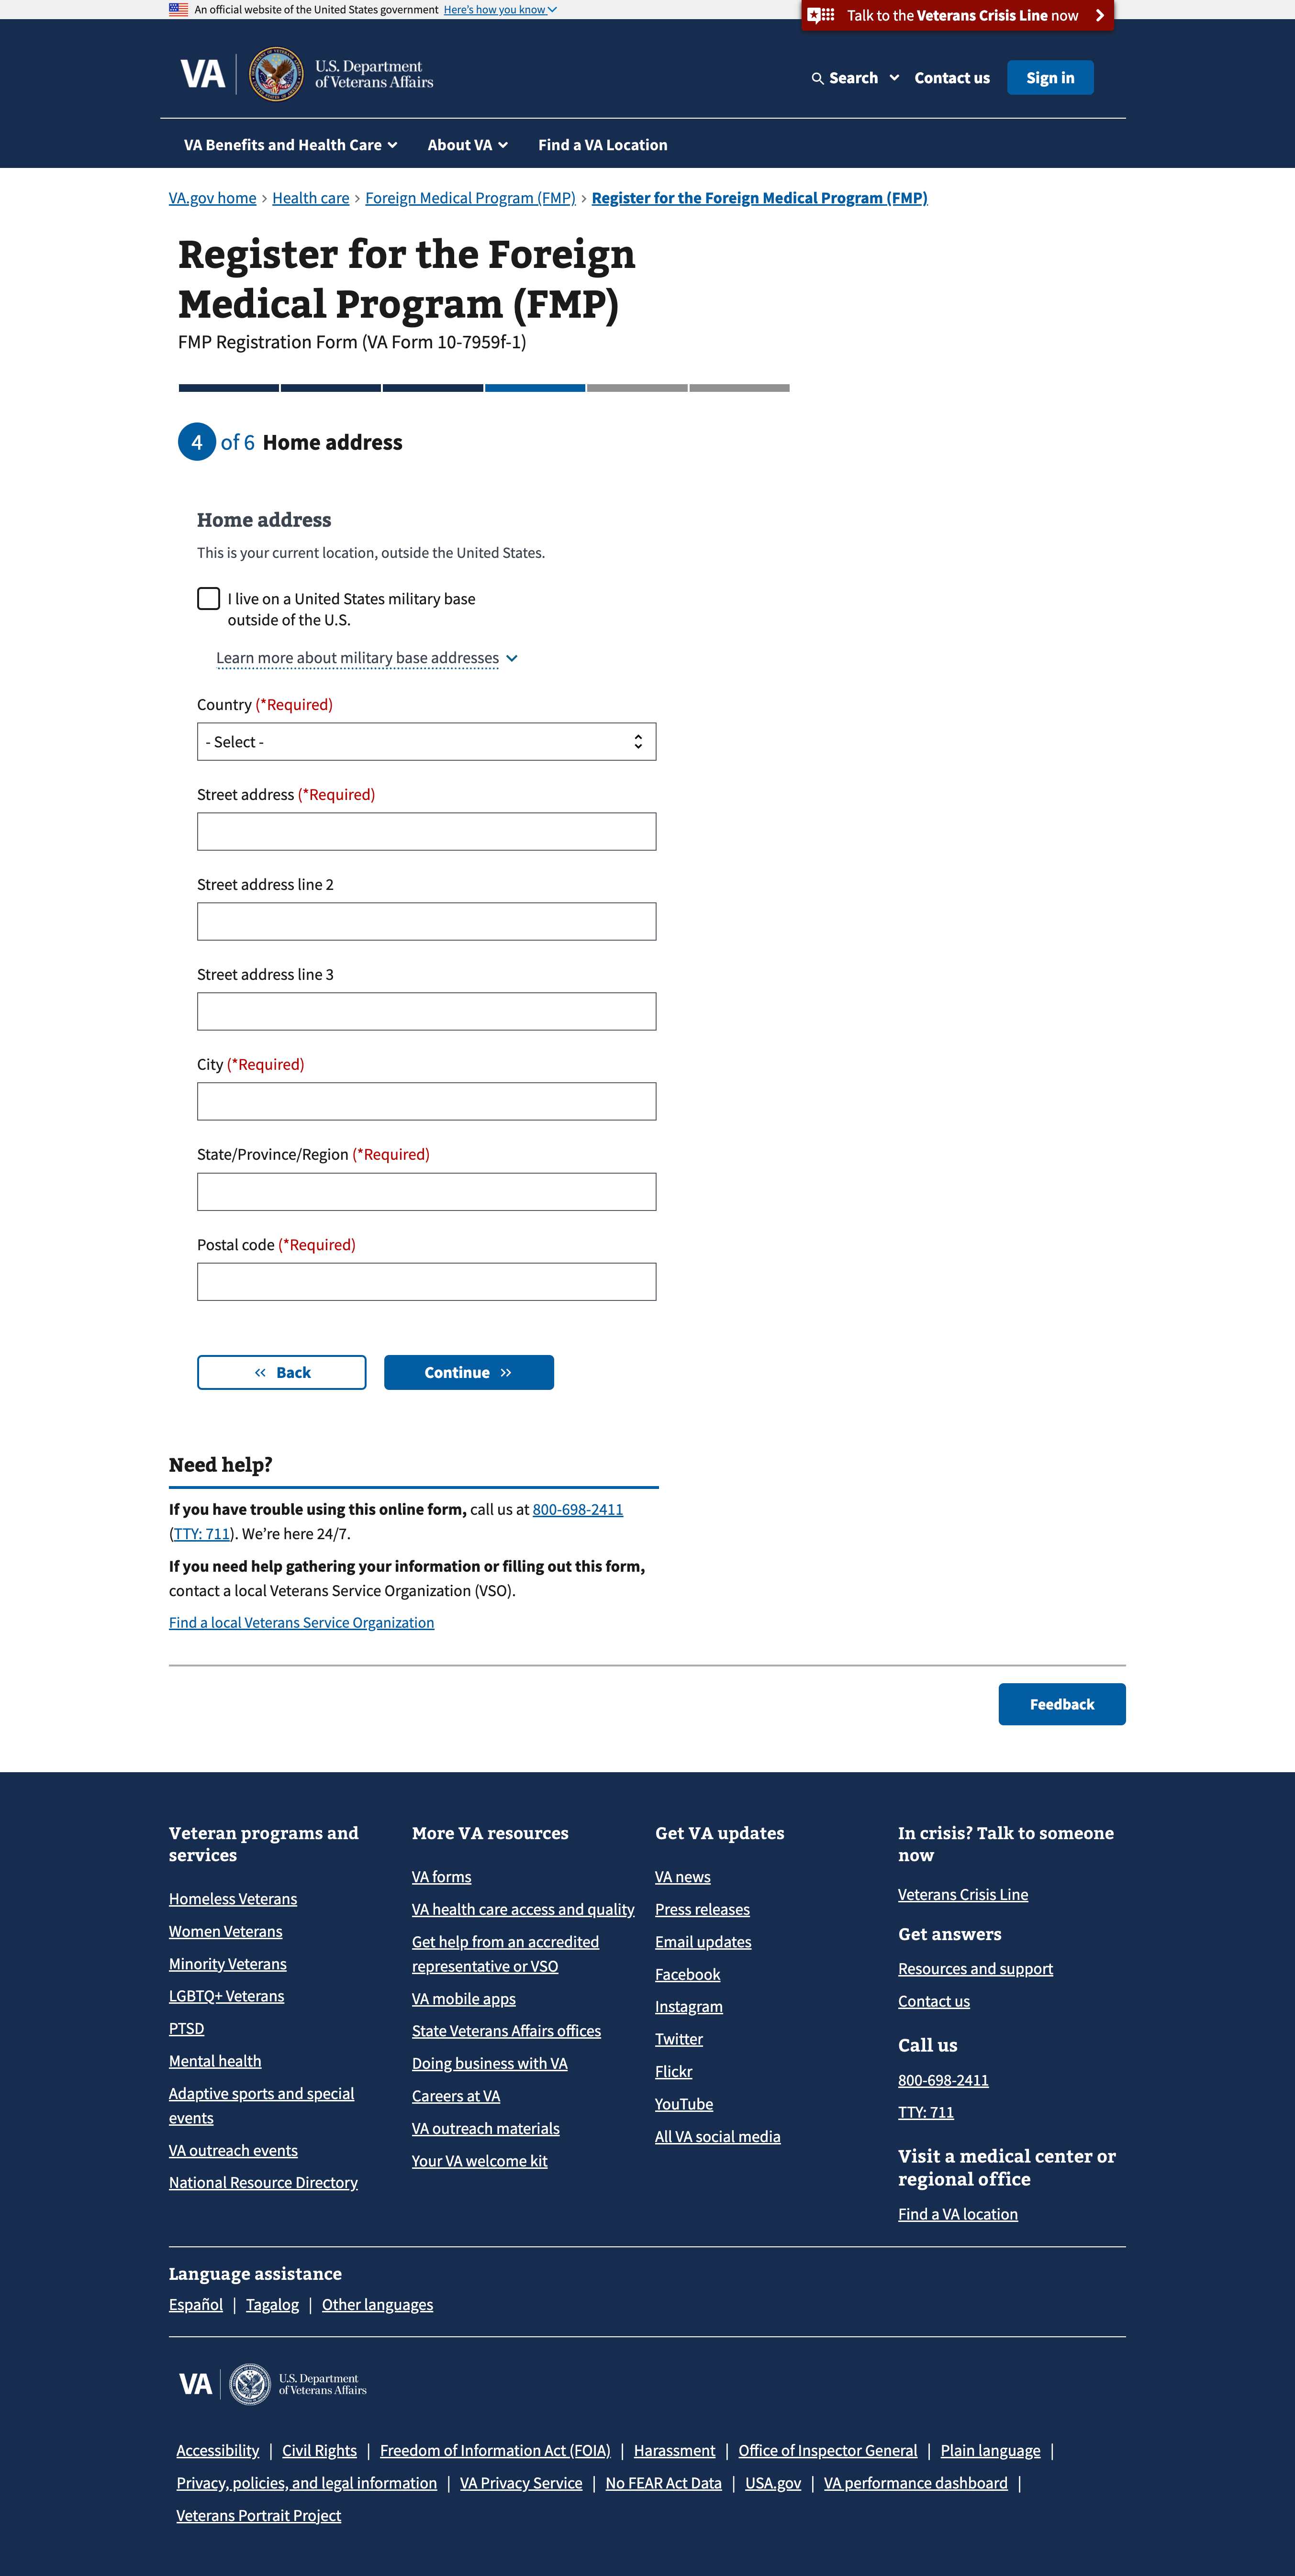 An official website of the United States government Here's how you know
Talk to the Veterans Crisis Line now
VA
U.S. Department
of Veterans Affairs
Search
Contact us
Sign in
VA Benefits and Health Care
About VA
Find a VA Location
VA.gov home › Health care › Foreign Medical Program (FMP) › Register for the Foreign Medical Program (FMP)
Register for the Foreign
Medical Program (FMP)
FMP Registration Form (VA Form 10-7959f-1)
4 of 6 Home address
Home address
This is your current location, outside the United States.
I live on a United States military base
outside of the U.S.
Learn more about military base addresses
Country (*Required)
- Select -
Street address (*Required)
Street address line 2
Street address line 3
City (*Required)
State/Province/Region (*Required)
Postal code (*Required)
« Back
Continue »
Need help?
If you have trouble using this online form, call us at 800-698-2411
(TTY: 711). We’re here 24/7.
If you need help gathering your information or filling out this form,
contact a local Veterans Service Organization (VSO).
Find a local Veterans Service Organization
Feedback
Veteran programs and
services
Homeless Veterans
Women Veterans
Minority Veterans
LGBTQ+ Veterans
PTSD
Mental health
Adaptive sports and special
events
VA outreach events
National Resource Directory
More VA resources
VA forms
VA health care access and quality
Get help from an accredited
representative or VSO
VA mobile apps
State Veterans Affairs offices
Doing business with VA
Careers at VA
VA outreach materials
Your VA welcome kit
Get VA updates
VA news
Press releases
Email updates
Facebook
Instagram
Twitter
Flickr
YouTube
All VA social media
In crisis? Talk to someone
now
Veterans Crisis Line
Get answers
Resources and support
Contact us
Call us
800-698-2411
TTY: 711
Visit a medical center or
regional office
Find a VA location
Language assistance
Español | Tagalog | Other languages
VA
U.S. Department
of Veterans Affairs
Accessibility | Civil Rights | Freedom of Information Act (FOIA) | Harassment | Office of Inspector General | Plain language |
Privacy, policies, and legal information | VA Privacy Service | No FEAR Act Data | USA.gov | VA performance dashboard |
Veterans Portrait Project